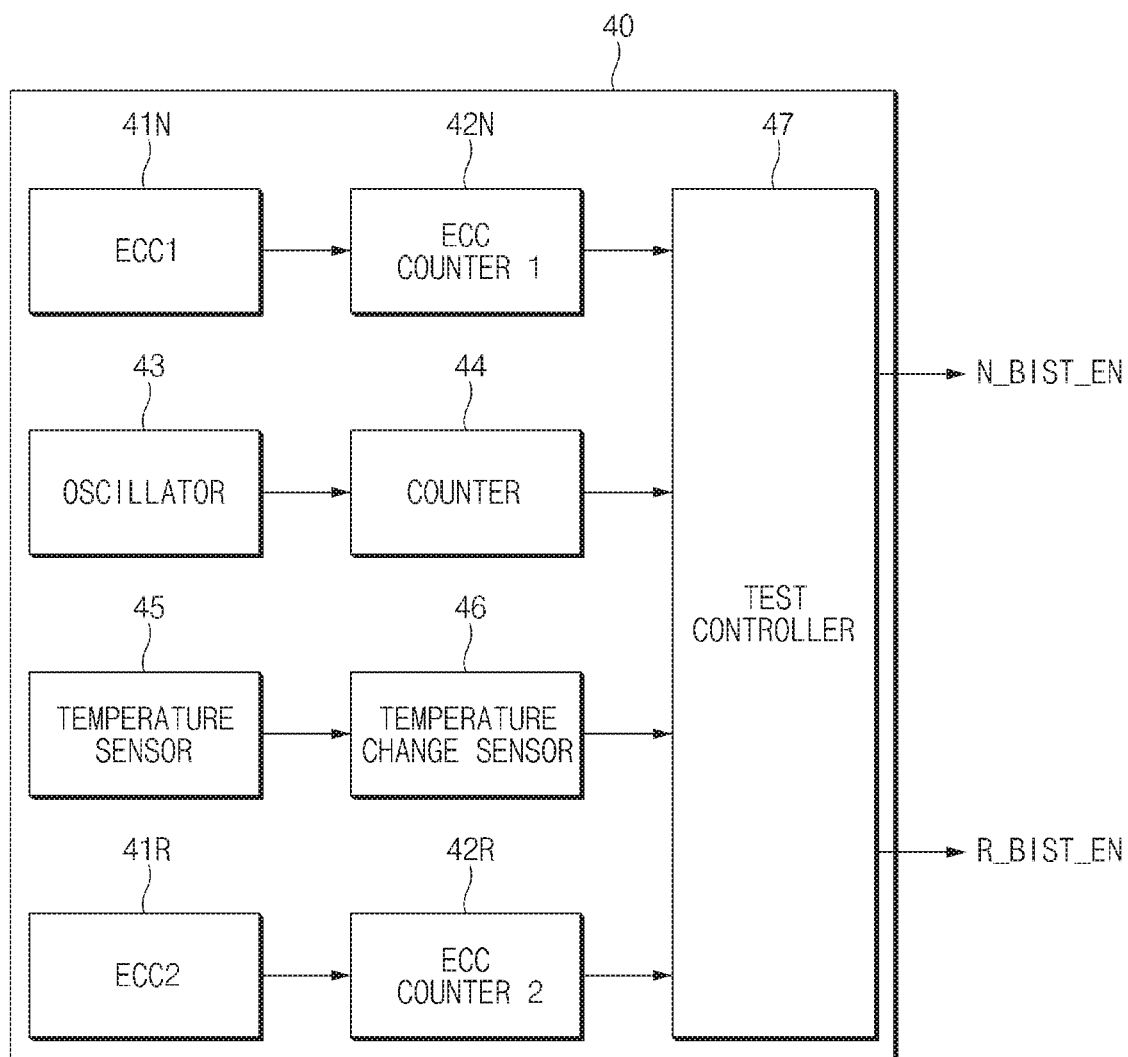 40
41N
42N
47
ECC1
ECC
COUNTER 1
N_BIST_EN
43
44
OSCILLATOR
COUNTER
TEST
CONTROLLER
45
46
TEMPERATURE
SENSOR
TEMPERATURE
CHANGE SENSOR
R_BIST_EN
41R
42R
ECC2
ECC
COUNTER 2